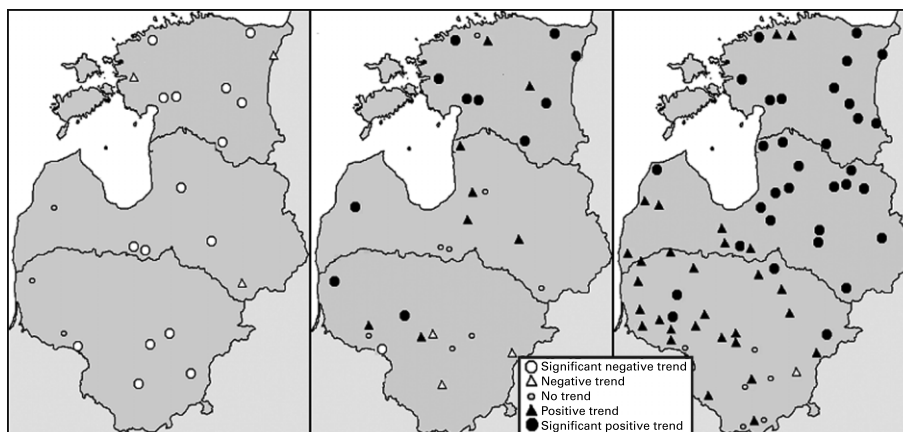 Significant negative trend
Negative trend
No trend
Positive trend
Significant positive trend